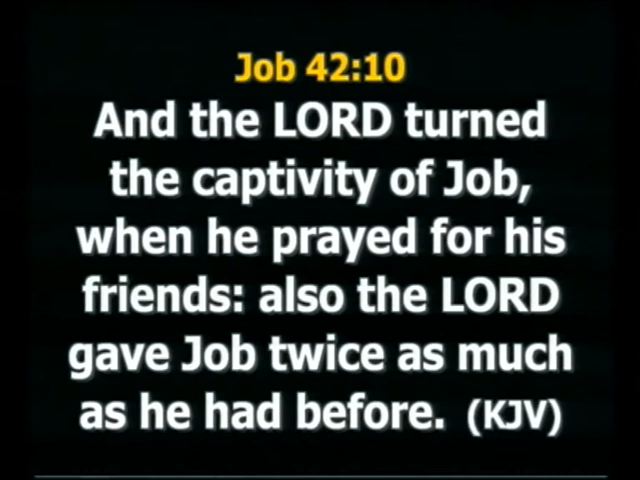 Job 42:10
And the LORD turned
the captivity of Job,
when he prayed for his
friends: also the LORD
gave Job twice as much
as he had before. (KJV)